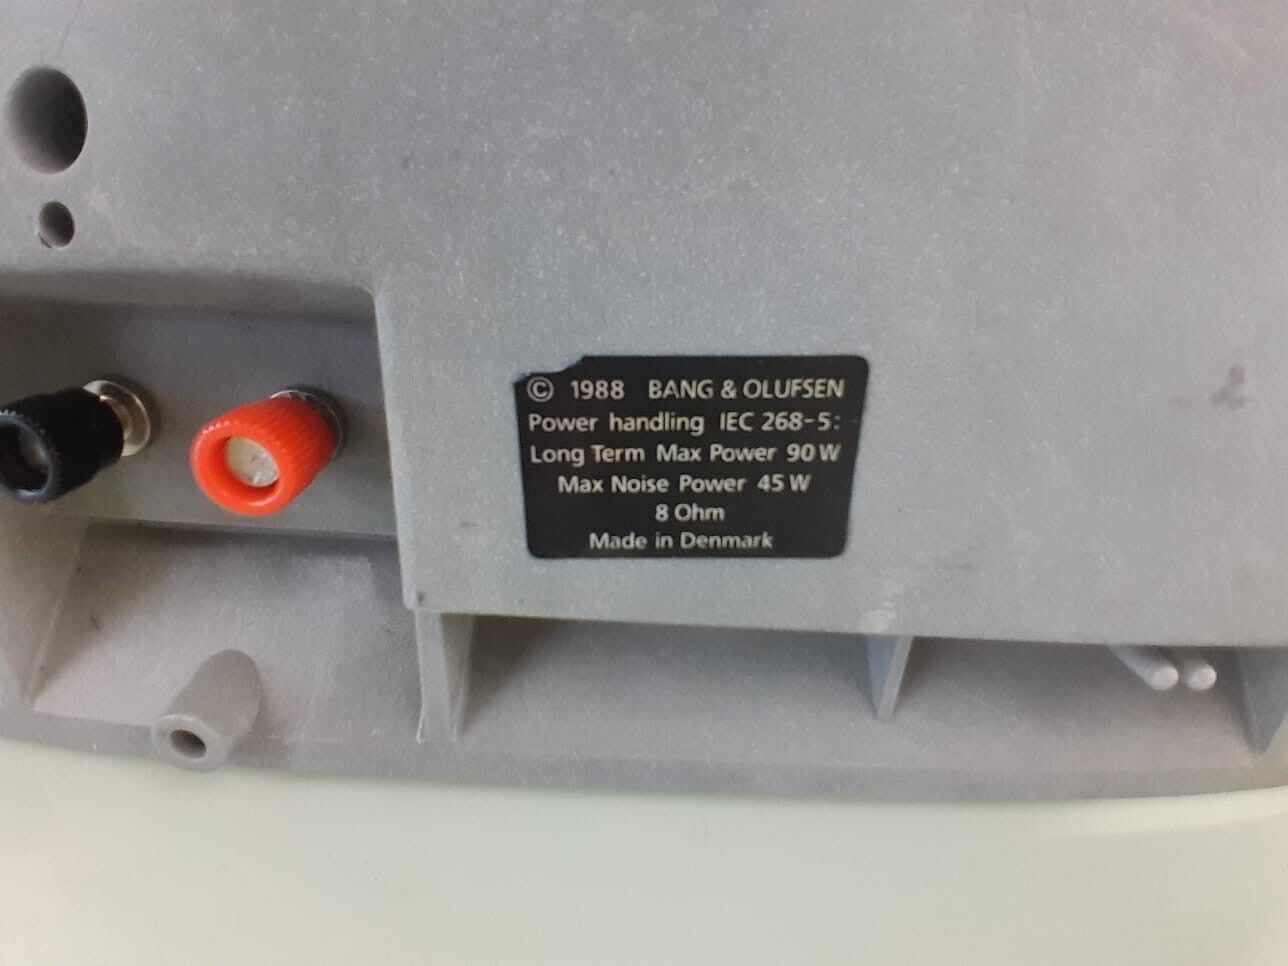 © 1988 BANG & OLUFSEN
Power handling IEC 268-5:
Long Term Max Power 90 W
Max Noise Power 45 W
8 Ohm
Made in Denmark